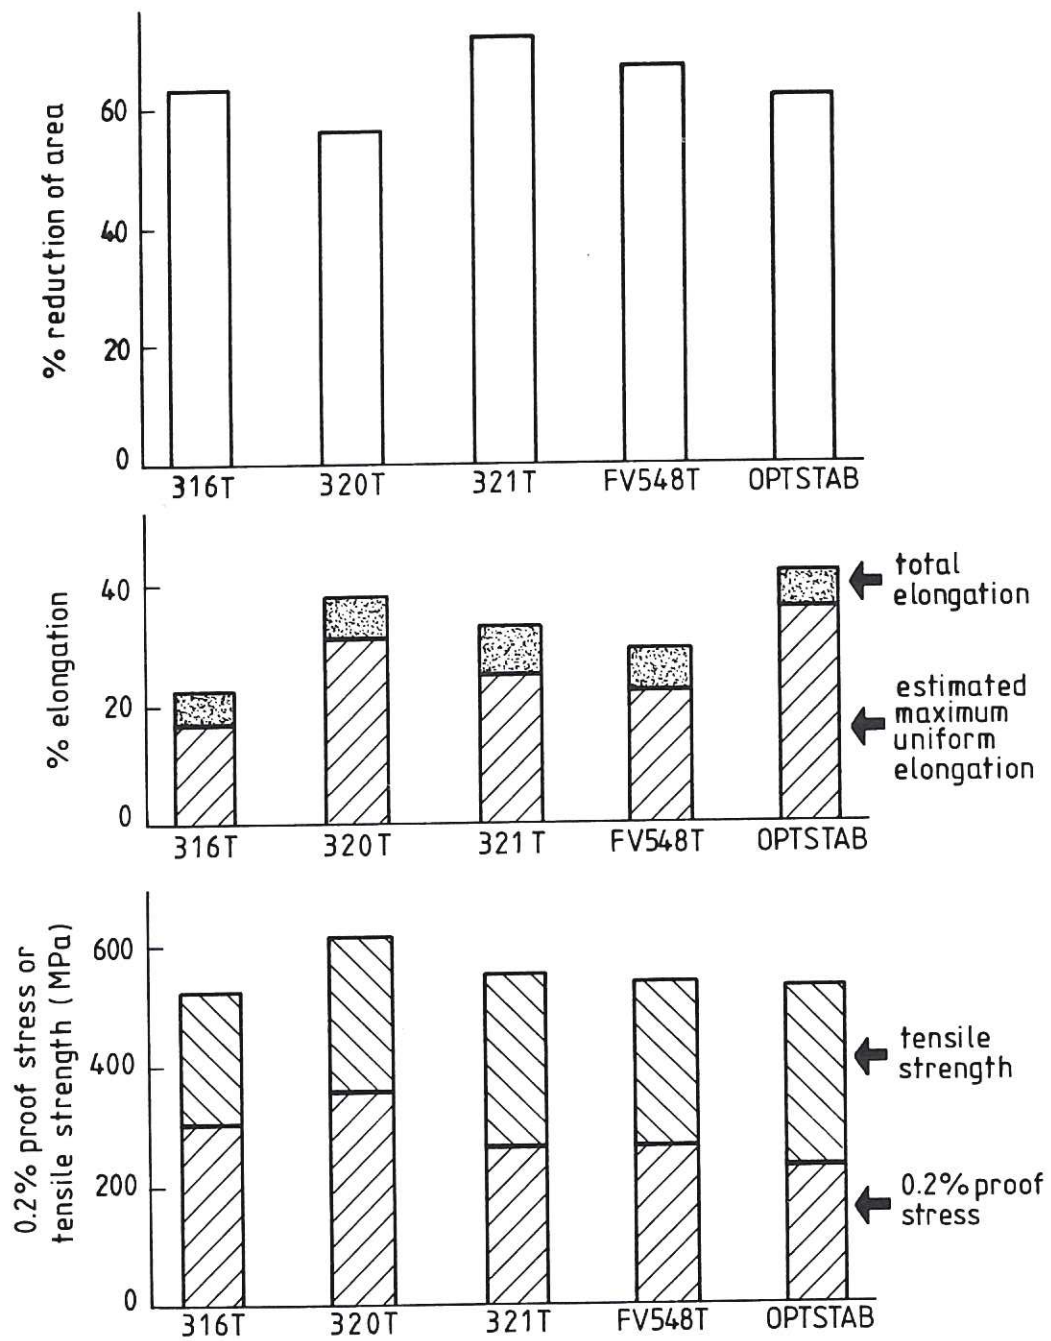 % reduction of area
60
40
20
0
316T 320T 321T FV548T OPTSTAB
% elongation
40
20
0
316T 320T 321T FV548T OPTSTAB
total
elongation
estimated
maximum
uniform
elongation
0.2% proof stress or
tensile strength (MPa)
600
400
200
0
316T 320T 321T FV548T OPTSTAB
tensile
strength
0.2% proof
stress